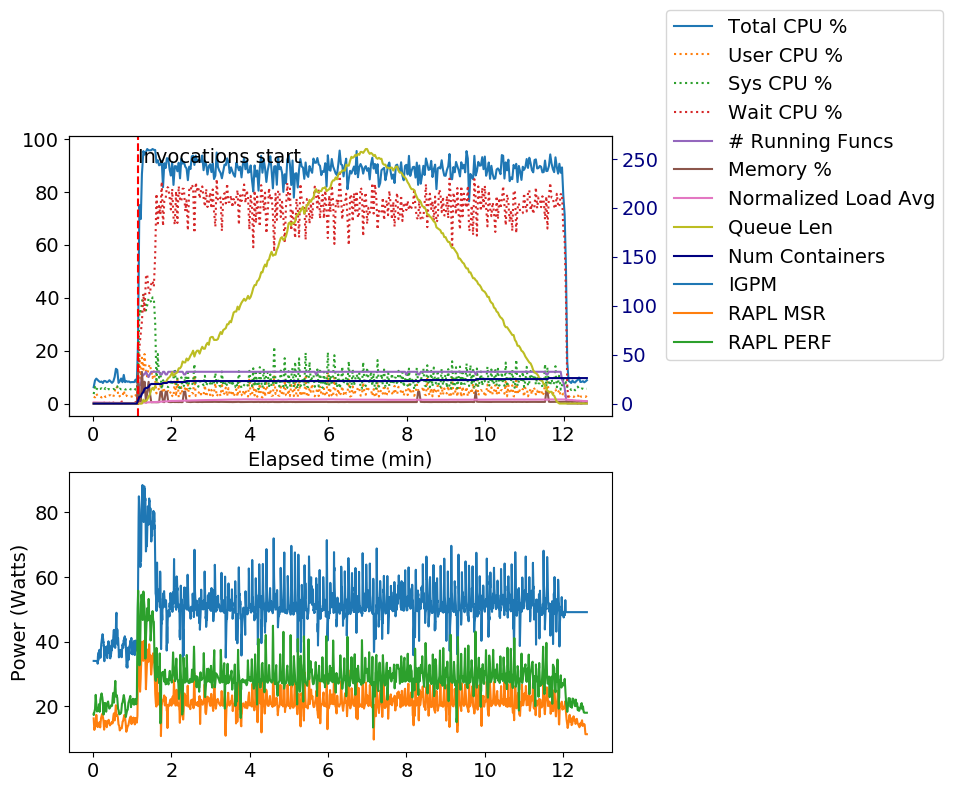 Total CPU %
User CPU %
Sys CPU %
Wait CPU %
# Running Funcs
Memory %
Normalized Load Avg
Queue Len
Num Containers
IGPM
RAPL MSR
RAPL PERF
Invocations start
100
80
60
40
20
0
250
200
150
100
50
0
0 2 4 6 8 10 12
Elapsed time (min)
Power (Watts)
80
60
40
20
0 2 4 6 8 10 12